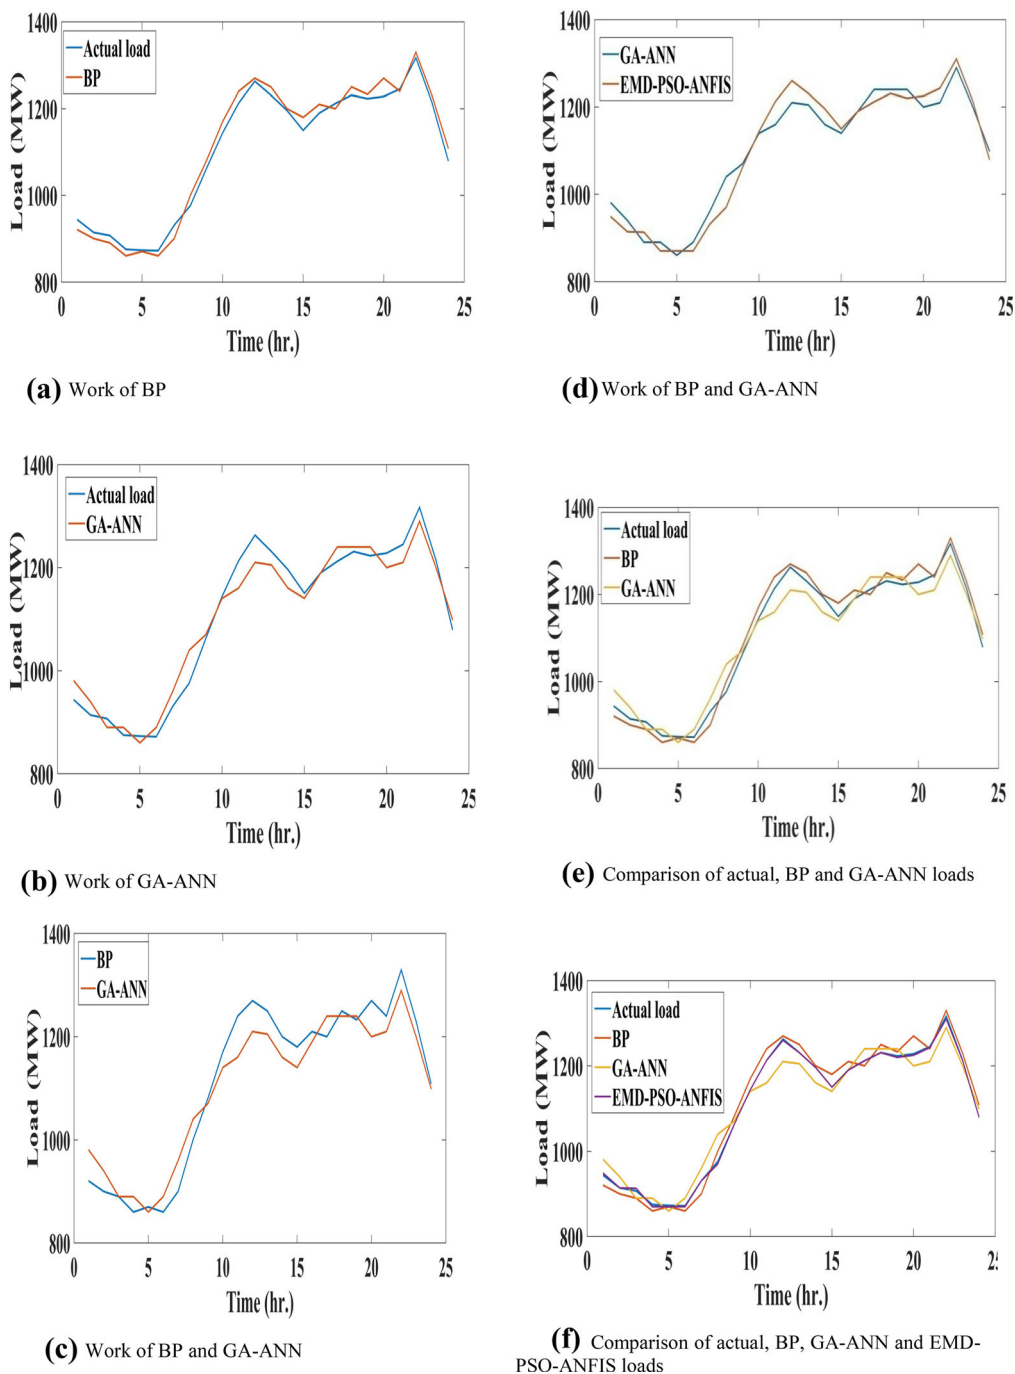 1400
1200
1000
800
Load (MW)
Actual load
BP
0 5 10 15 20 25
Time (hr.)
(a) Work of BP
1400
1200
1000
800
Load (MW)
GA-ANN
EMD-PSO-ANFIS
0 5 10 15 20 25
Time (hr.)
(d) Work of BP and GA-ANN
1400
1200
1000
800
Load (MW)
Actual load
GA-ANN
0 5 10 15 20 25
Time (hr.)
(b) Work of GA-ANN
1400
1200
1000
800
Load (MW)
Actual load
BP
GA-ANN
0 5 10 15 20 25
Time (hr.)
(e) Comparison of actual, BP and GA-ANN loads
1400
1200
1000
800
Load (MW)
BP
GA-ANN
0 5 10 15 20 25
Time (hr.)
(c) Work of BP and GA-ANN
1400
1200
1000
800
Load (MW)
Actual load
BP
GA-ANN
EMD-PSO-ANFIS
0 5 10 15 20
Time (hr.)
(f) Comparison of actual, BP, GA-ANN and EMD-
PSO-ANFIS loads